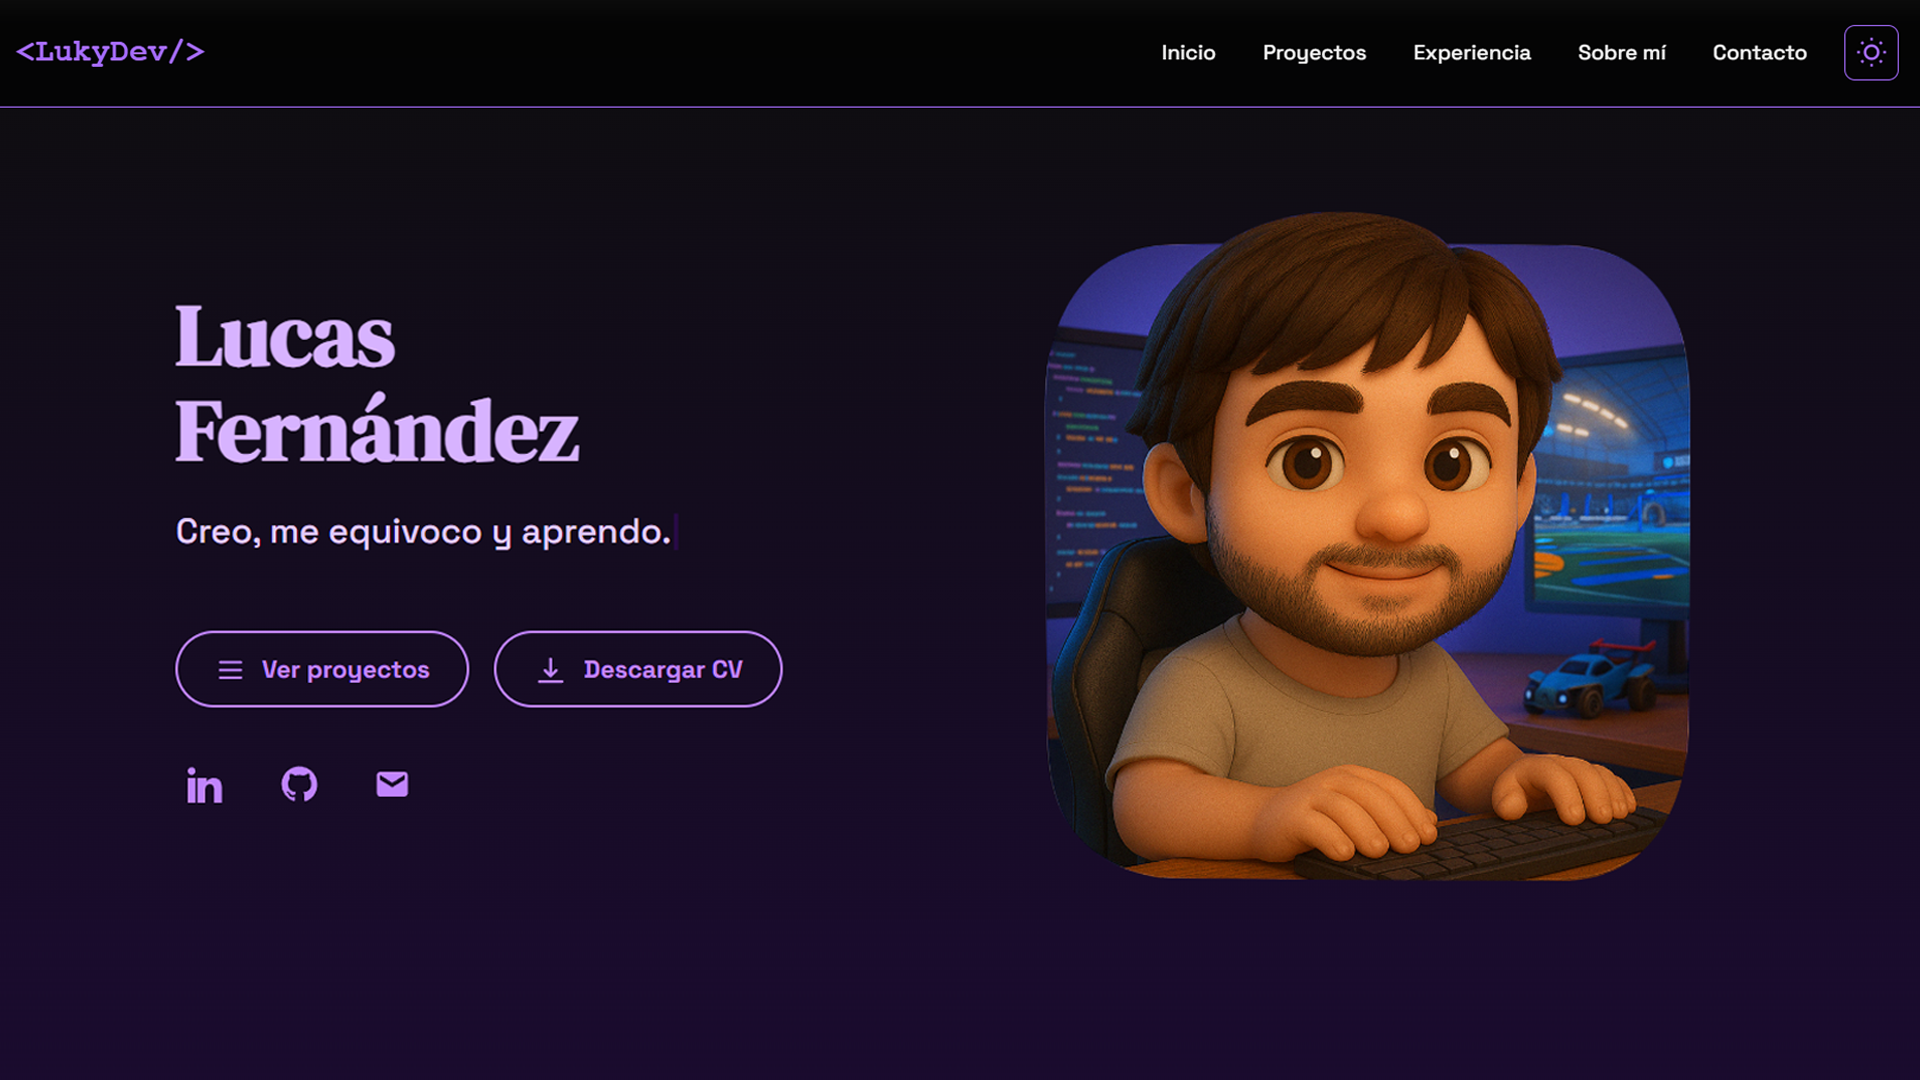 <LukyDev/>
Inicio
Proyectos
Experiencia
Sobre mí
Contacto
Lucas
Fernández
Creo, me equivoco y aprendo.
Ver proyectos
Descargar CV
in